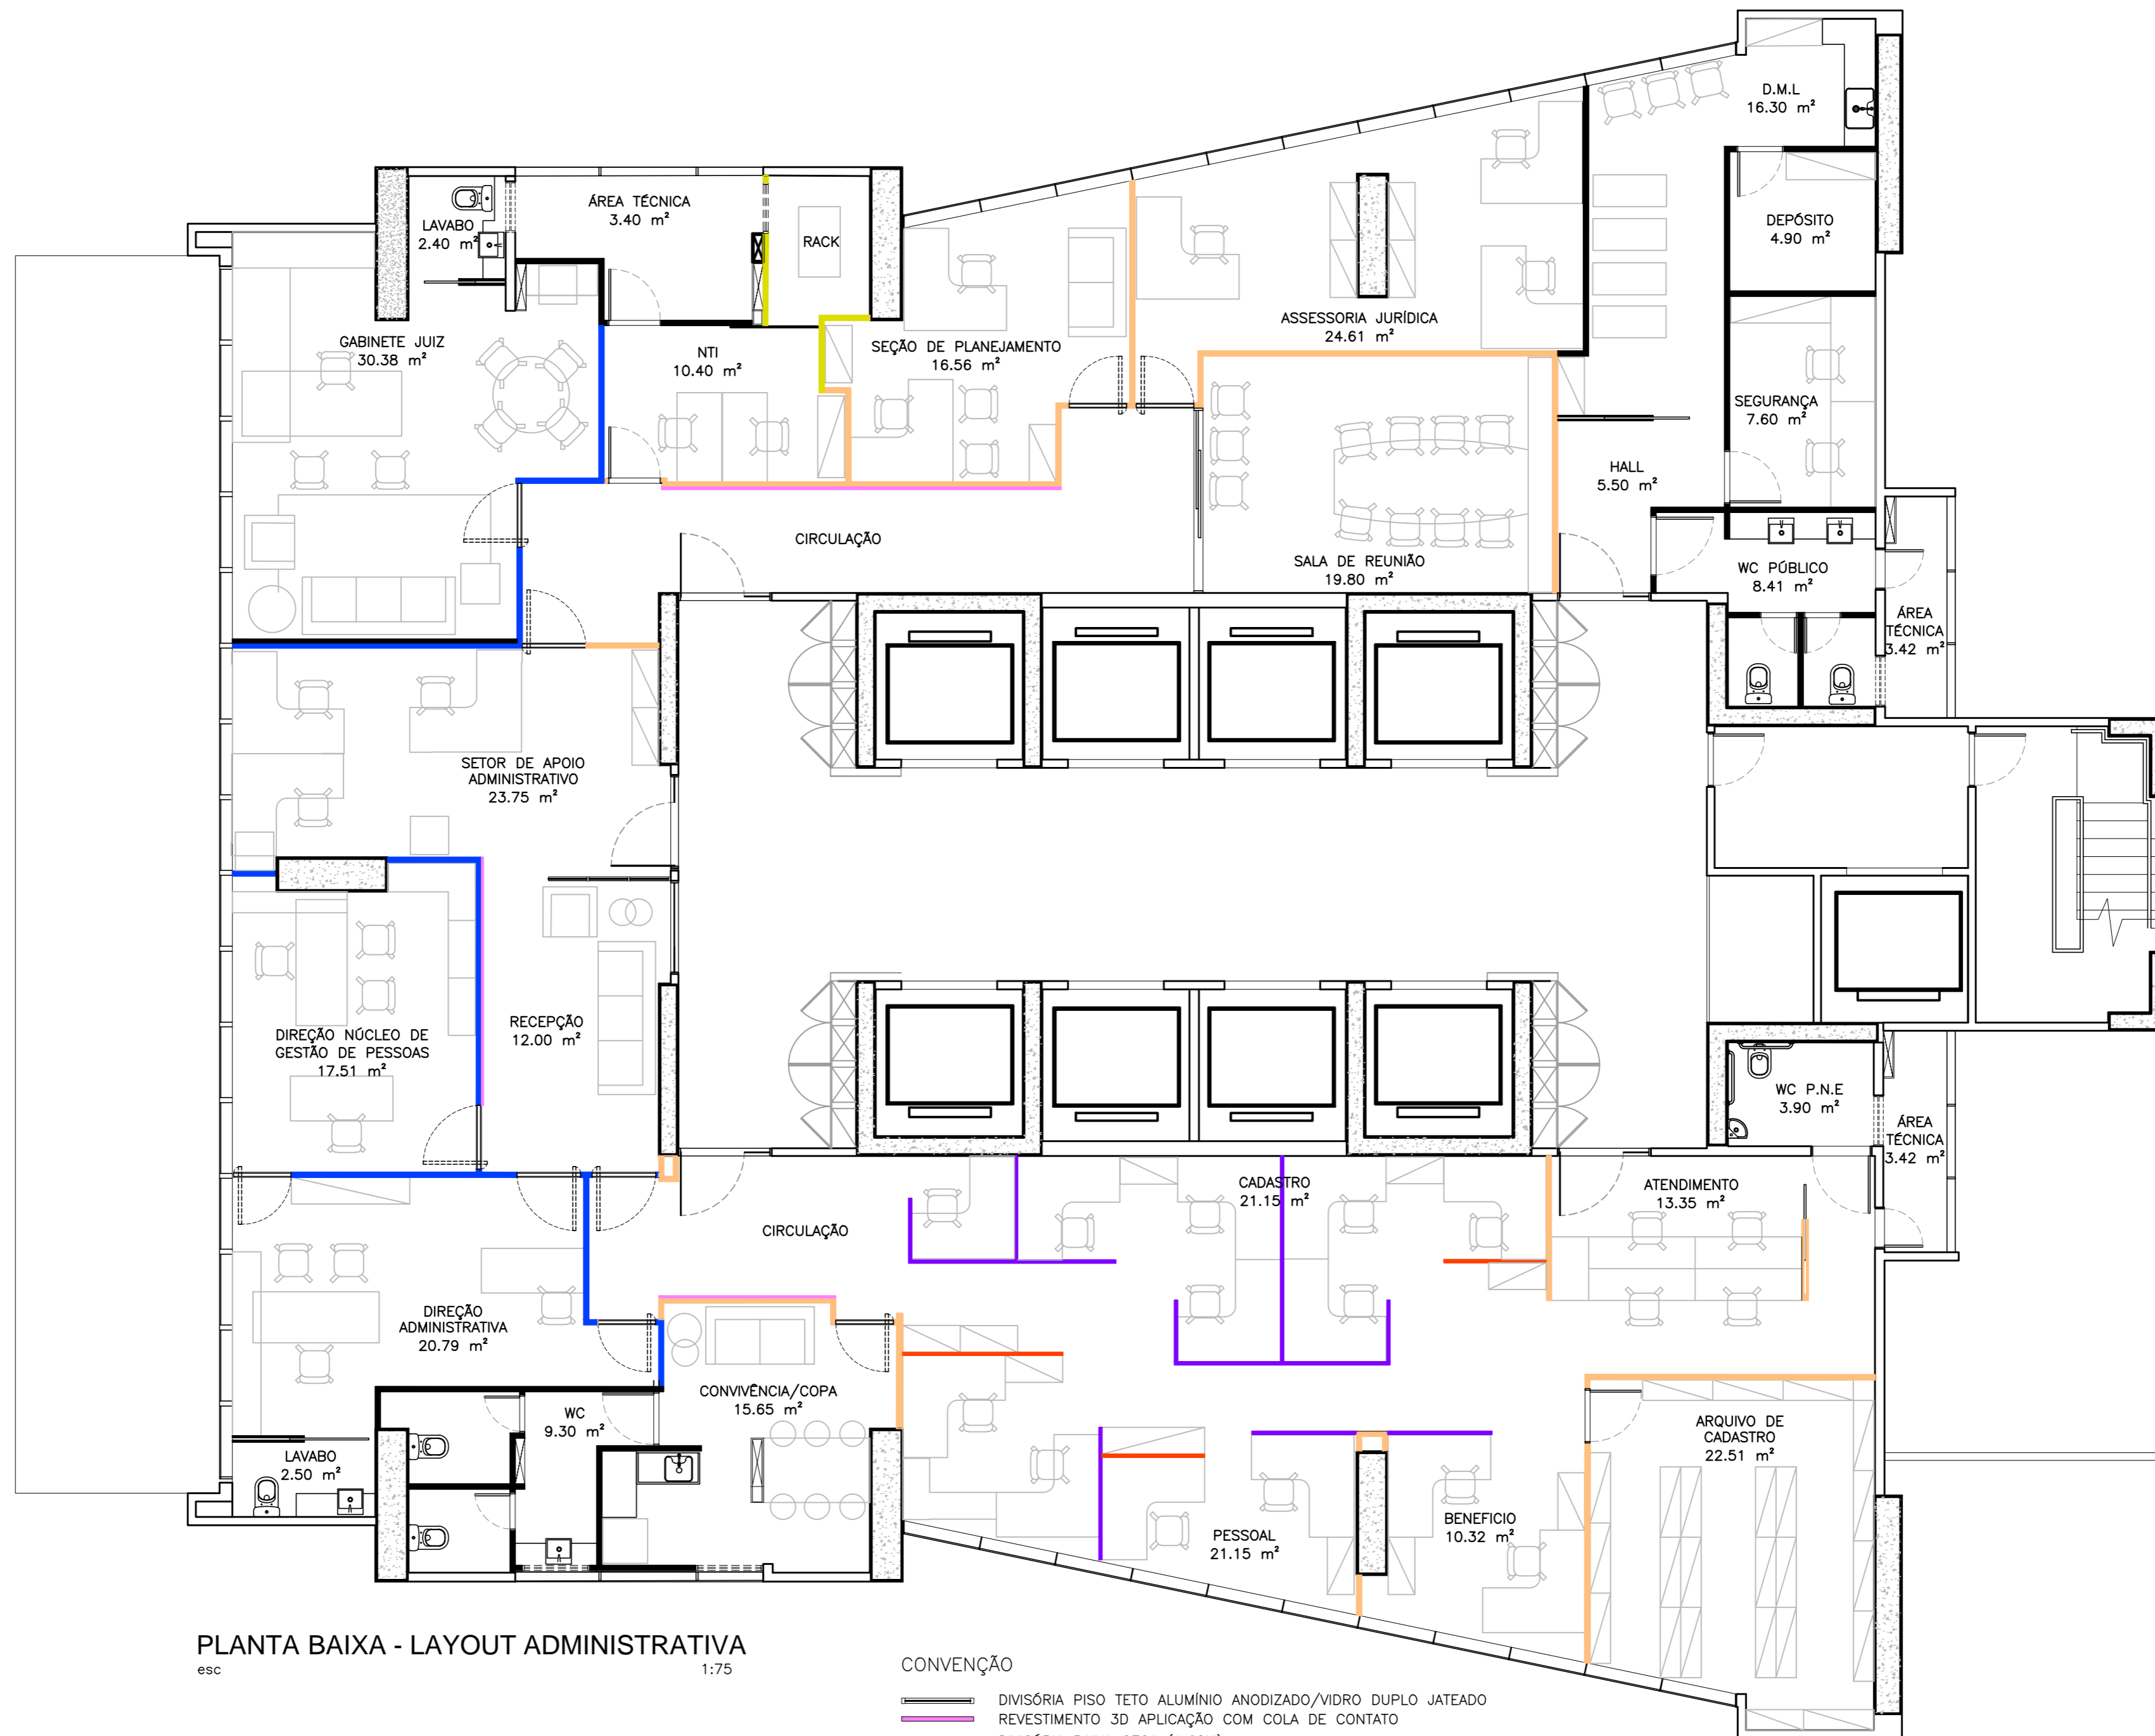 D.M.L
16.30 m²
ÁREA TÉCNICA
3.40 m²
LAVABO
2.40 m²
RACK
DEPÓSITO
4.90 m²
GABINETE JUIZ
30.38 m²
NTI
10.40 m²
SEÇÃO DE PLANEJAMENTO
16.56 m²
ASSESSORIA JURÍDICA
24.61 m²
SEGURANÇA
7.60 m²
HALL
5.50 m²
CIRCULAÇÃO
SALA DE REUNIÃO
19.80 m²
WC PÚBLICO
8.41 m²
ÁREA
TÉCNICA
3.42 m²
SETOR DE APOIO
ADMINISTRATIVO
23.75 m²
RECEPÇÃO
12.00 m²
DIREÇÃO NÚCLEO DE
GESTÃO DE PESSOAS
17.51 m²
WC P.N.E
3.90 m²
ÁREA
TÉCNICA
3.42 m²
CADASTRO
21.15 m²
ATENDIMENTO
13.35 m²
CIRCULAÇÃO
DIREÇÃO
ADMINISTRATIVA
20.79 m²
CONVIVÊNCIA/COPA
15.65 m²
WC
9.30 m²
ARQUIVO DE
CADASTRO
22.51 m²
LAVABO
2.50 m²
PESSOAL
21.15 m²
BENEFICIO
10.32 m²
PLANTA BAIXA - LAYOUT ADMINISTRATIVA
esc 1:75
CONVENÇÃO
DIVISÓRIA PISO TETO ALUMÍNIO ANODIZADO/VIDRO DUPLO JATEADO
REVESTIMENTO 3D APLICAÇÃO COM COLA DE CONTATO